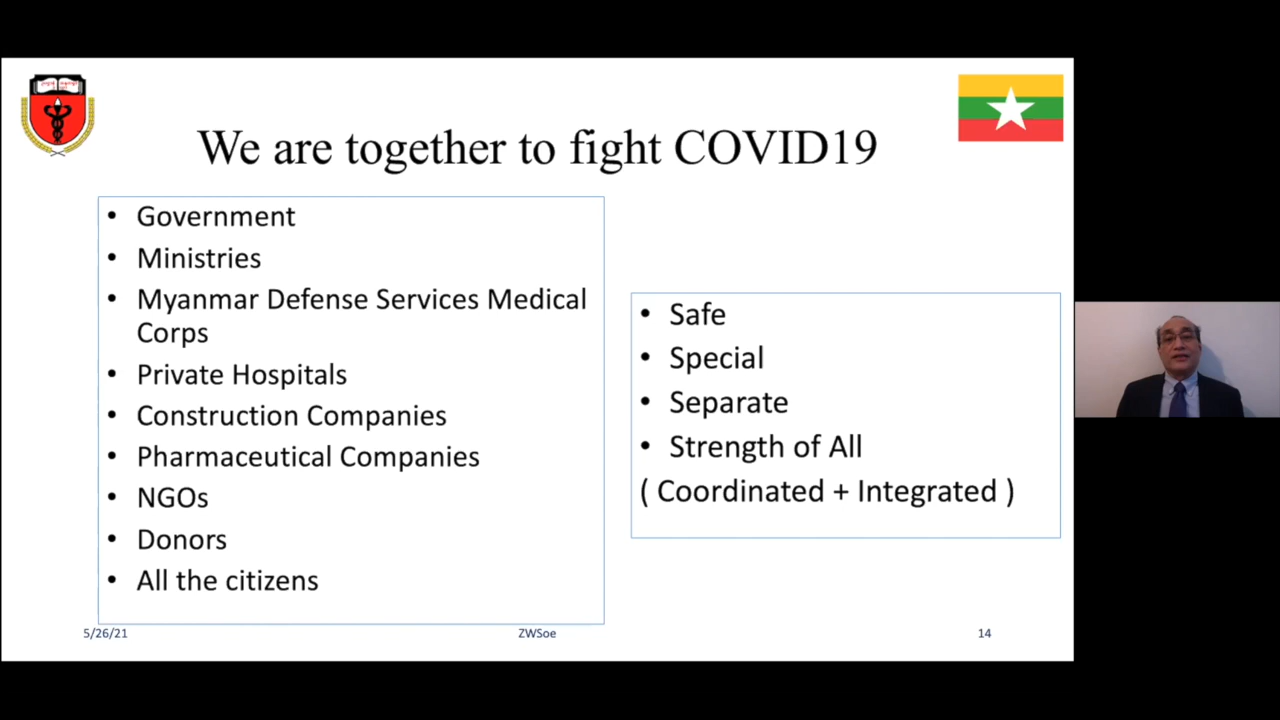 We are together to fight COVID19
• Government
• Ministries
• Myanmar Defense Services Medical
Corps
• Private Hospitals
• Construction Companies
• Pharmaceutical Companies
• NGOs
• Donors
• All the citizens
• Safe
• Special
• Separate
• Strength of All
( Coordinated + Integrated )
5/26/21
ZWSoe
14